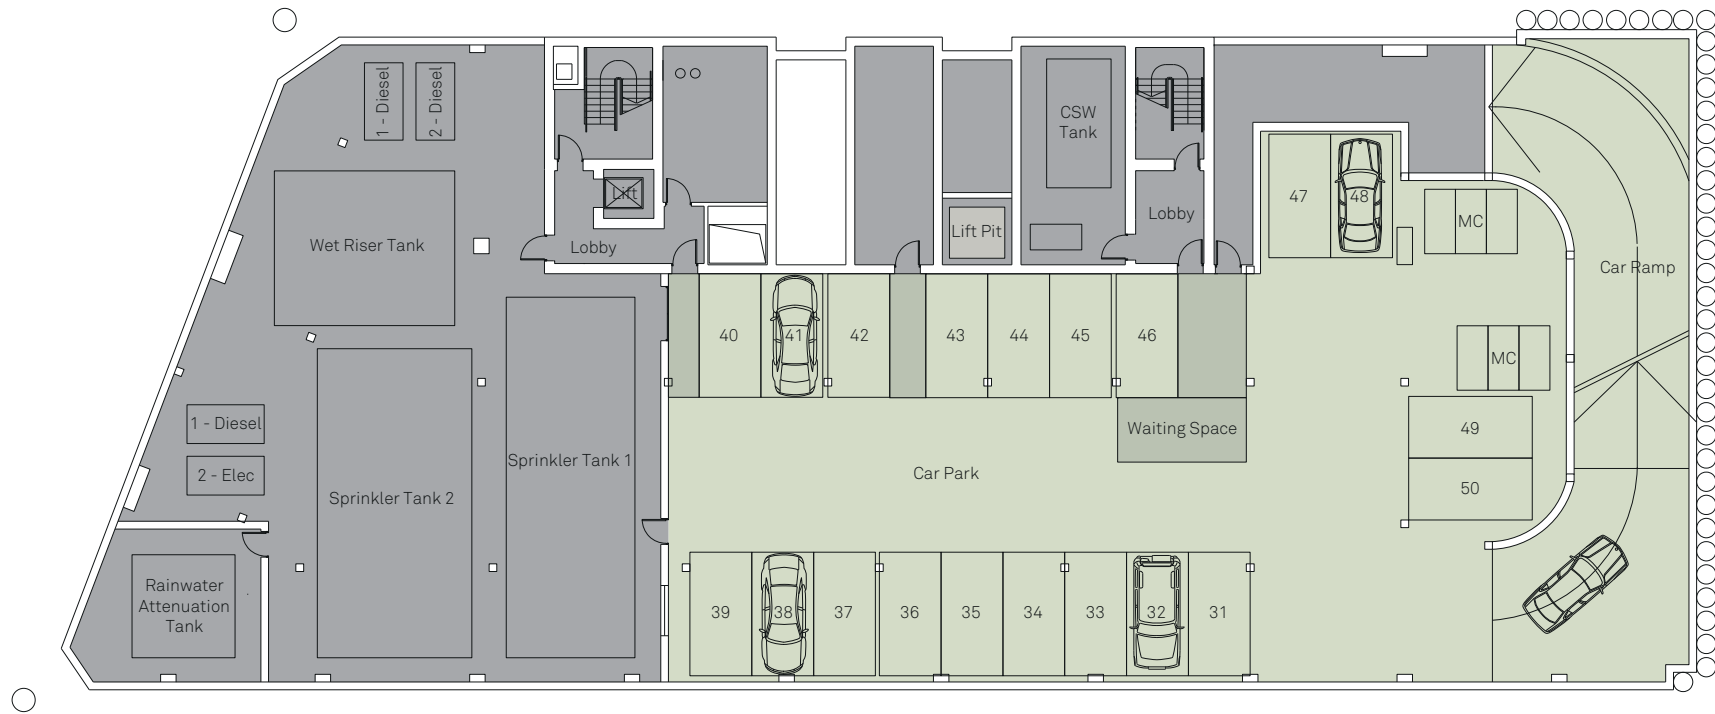 1 - Diesel
2 - Diesel
CSW
Tank
Lift
47
48
Lobby
MC
Wet Riser Tank
Lobby
Lift Pit
Car Ramp
40
41
42
43
44
45
46
MC
1 - Diesel
Waiting Space
49
Sprinkler Tank 1
2 - Elec
Car Park
50
Sprinkler Tank 2
Rainwater
Attenuation
Tank
39
38
37
36
35
34
33
32
31